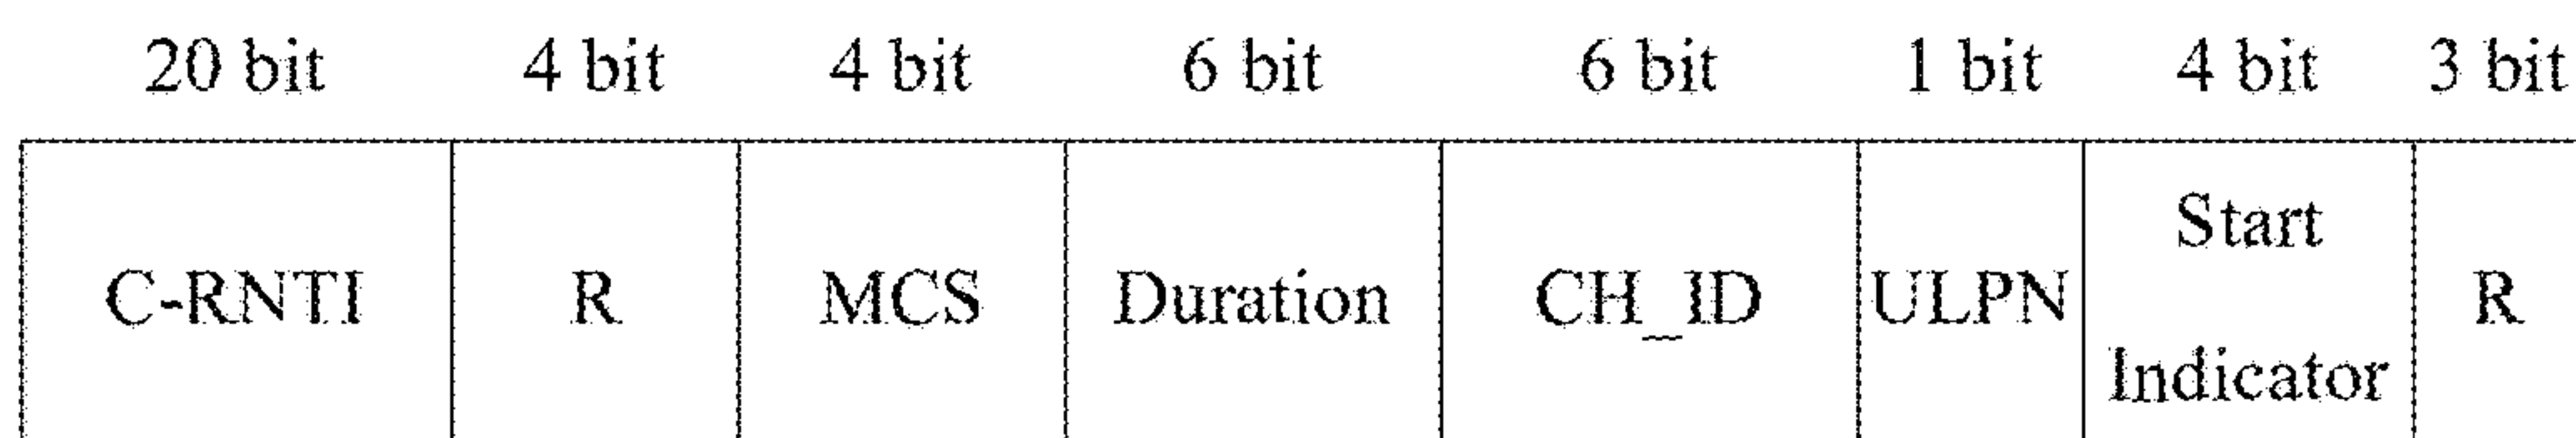 20 bit 4 bit 4 bit 6 bit 6 bit 1 bit 4 bit 3 bit
C-RNTI R MCS Duration CH_ID ULPN Start Indicator R